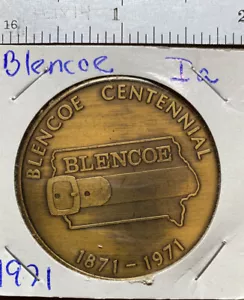 16 1 2
Blencoe Ia
BLENCOE CENTENNIAL
BLENCOE
1871-1971
1971